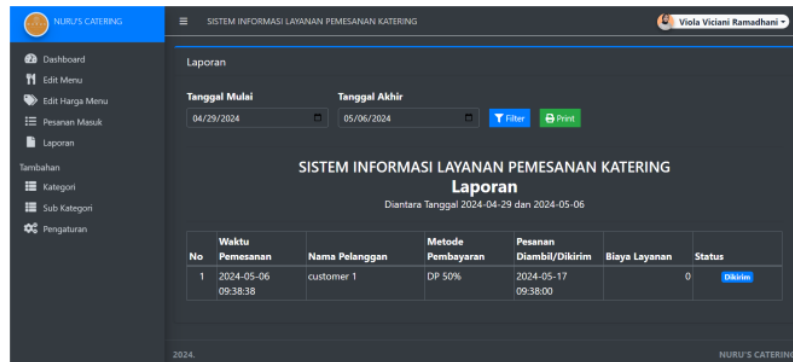 NURU'S CATERING
SISTEM INFORMASI LAYANAN PEMESANAN KATERING
Viola Viciani Ramadhani
Dashboard
Edit Menu
Edit Harga Menu
Pesanan Masuk
Laporan
Tambahan
Kategori
Sub Kategori
Pengaturan
Laporan
Tanggal Mulai Tanggal Akhir
04/29/2024 05/06/2024 Filter Print
SISTEM INFORMASI LAYANAN PEMESANAN KATERING
Laporan
Diantara Tanggal 2024-04-29 dan 2024-05-06
No Waktu Pemesanan Nama Pelanggan Metode Pembayaran Pesanan Diambil/Dikirim Biaya Layanan Status
1 2024-05-06 09:38:38 customer 1 DP 50% 2024-05-17 09:38:00 0 Dikirim
2024. NURU'S CATERING